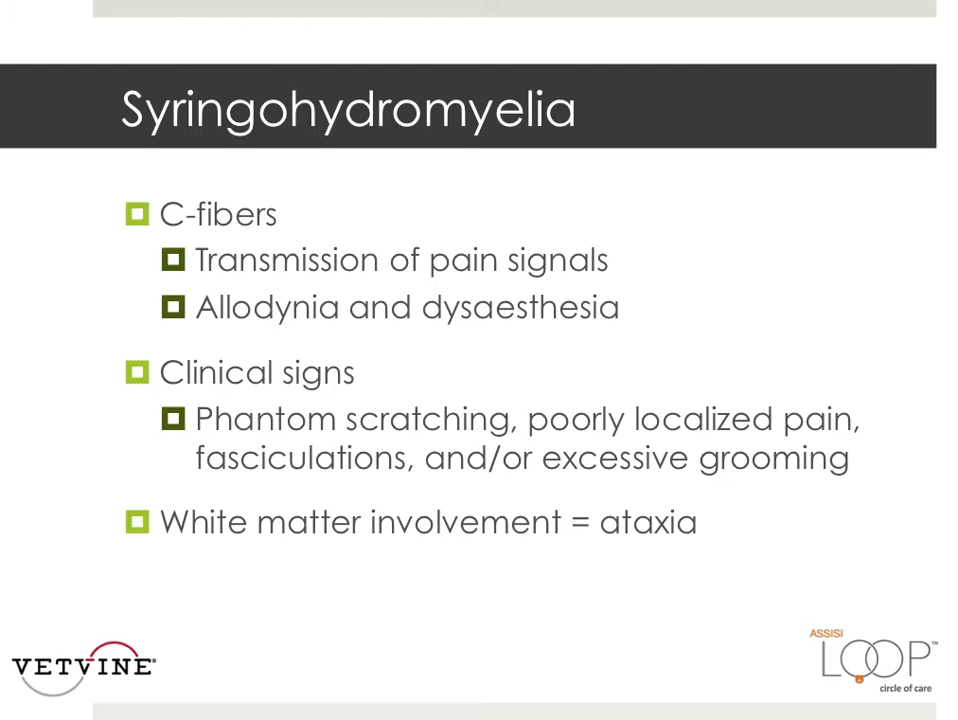 Syringohydromyelia
C-fibers
Transmission of pain signals
Allodynia and dysaesthesia
Clinical signs
Phantom scratching, poorly localized pain,
fasciculations, and/or excessive grooming
White matter involvement = ataxia
VETVINE®
ASSISI
LOOP™
circle of care